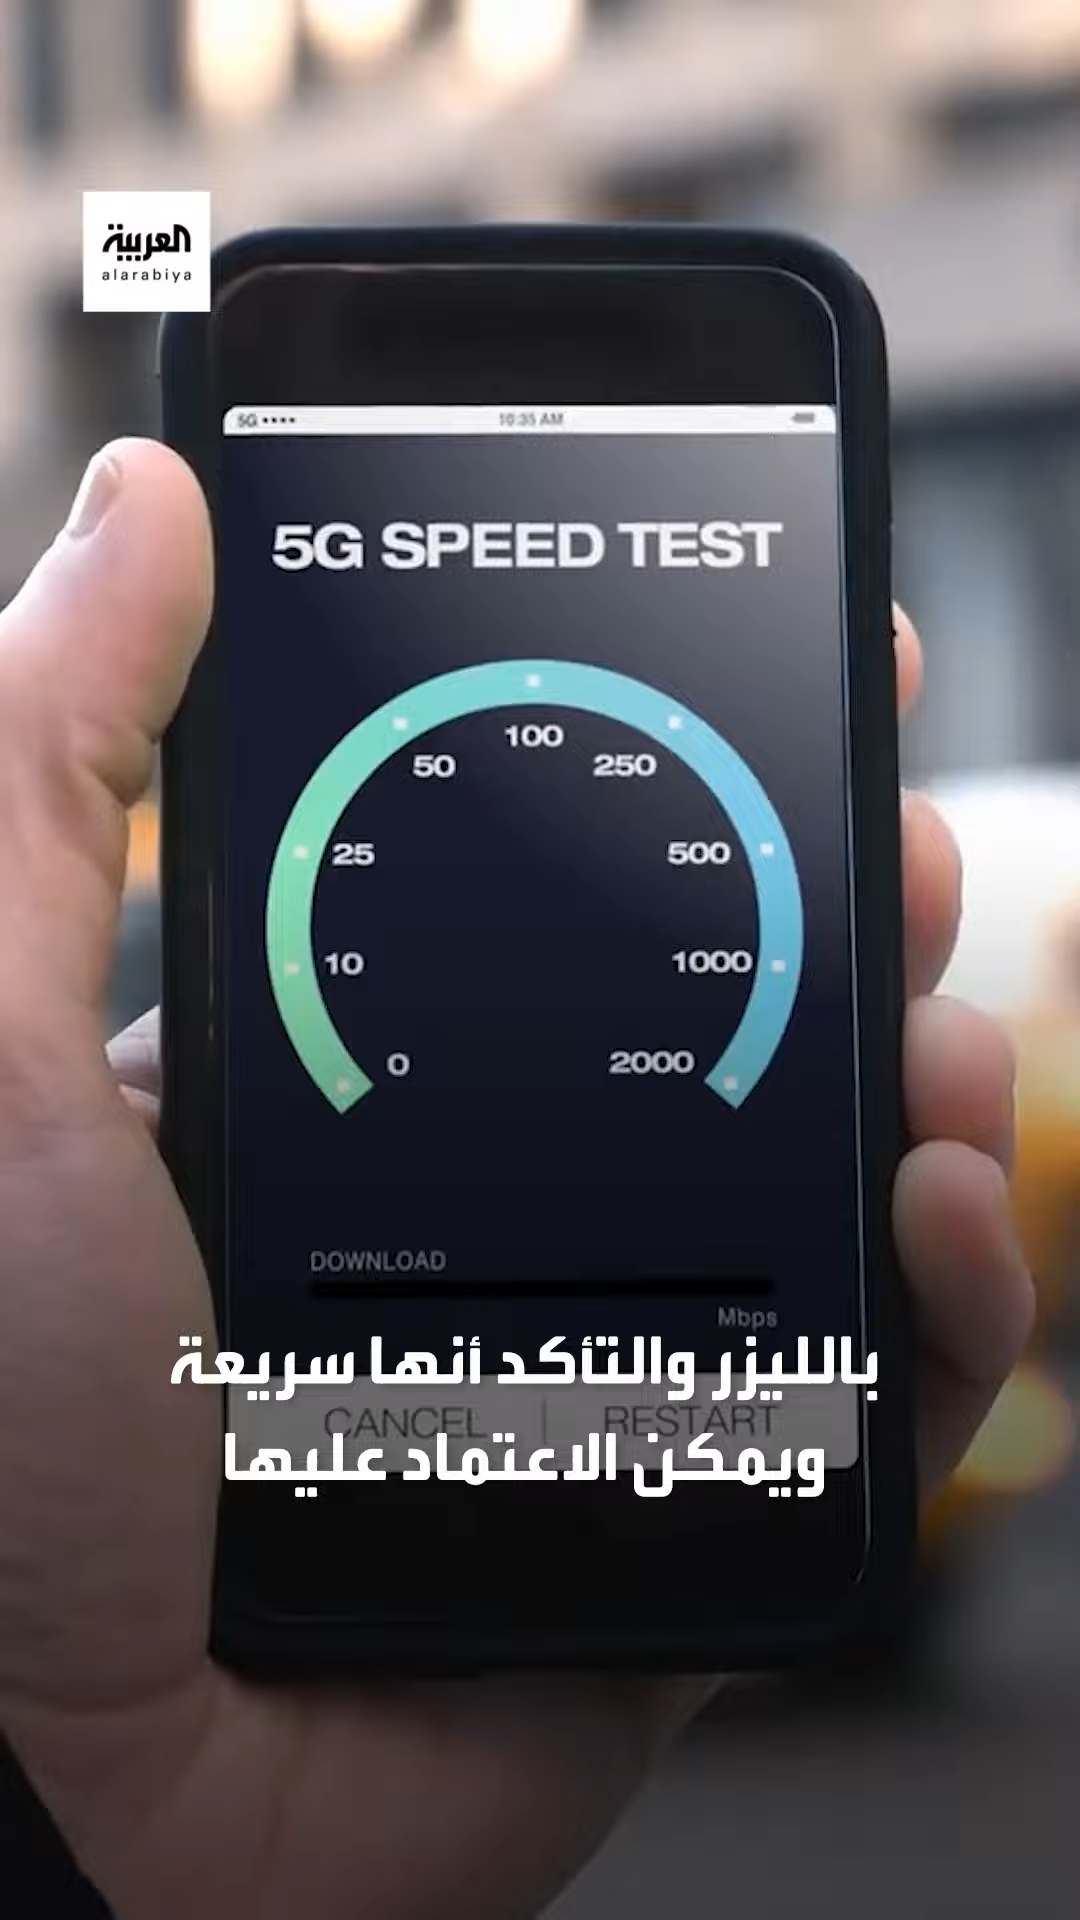 العربية
alarabiya
5G
10:35 AM
5G SPEED TEST
100
50
250
25
500
10
1000
0
2000
DOWNLOAD
Mbps
بالليزر والتأكد أنها سريعة
CANCEL
RESTART
ويمكن الاعتماد عليها